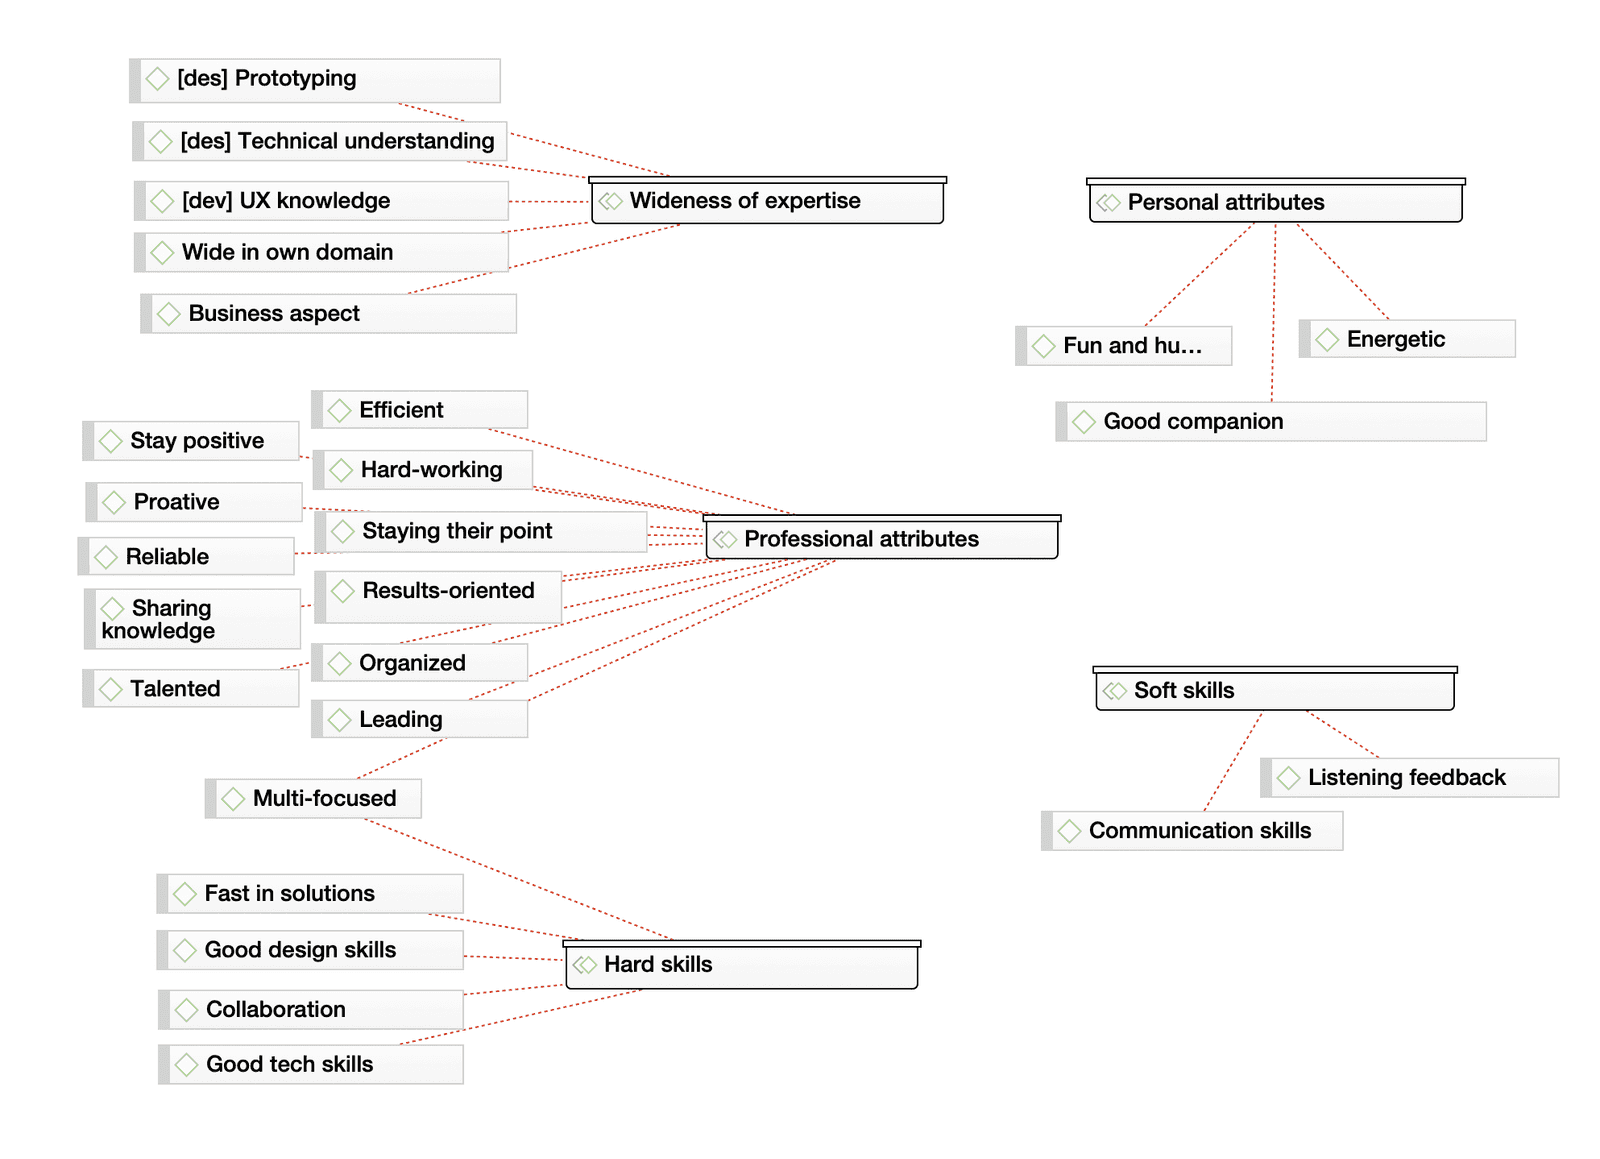 [des] Prototyping
[des] Technical understanding
[dev] UX knowledge
Wide in own domain
Business aspect
Wideness of expertise
Personal attributes
Fun and hu...
Energetic
Good companion
Efficient
Stay positive
Hard-working
Proative
Staying their point
Professional attributes
Reliable
Results-oriented
Sharing
knowledge
Organized
Talented
Leading
Multi-focused
Soft skills
Listening feedback
Communication skills
Fast in solutions
Good design skills
Hard skills
Collaboration
Good tech skills